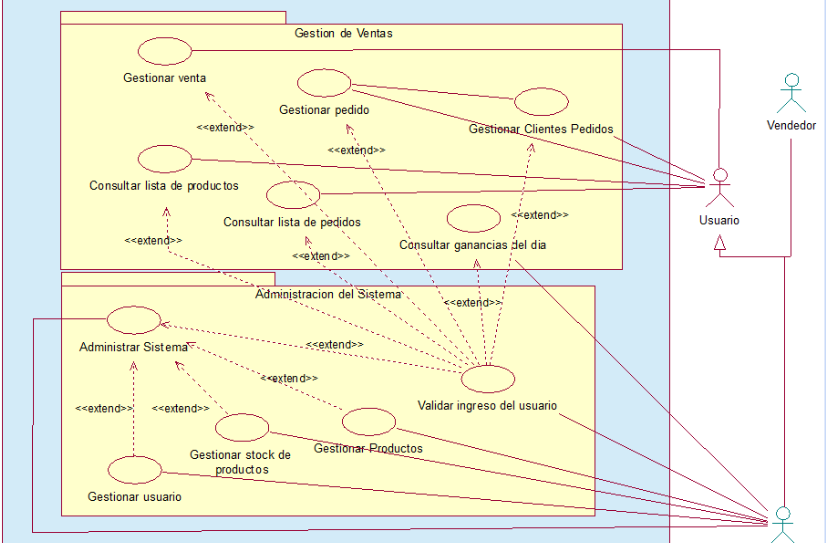 Gestion de Ventas
Gestionar venta
Gestionar pedido
Gestionar Clientes Pedidos
Vendedor
<<extend>>
<<extend>>
Consultar lista de productos
Consultar lista de pedidos
Usuario
<<extend>>
<<extend>>
Consultar ganancias del dia
<<extend>>
Administracion del Sistema
<<extend>>
Administrar Sistema
<<extend>>
<<extend>>
Validar ingreso del usuario
<<extend>>
<<extend>>
Gestionar stock de
productos
Gestionar Productos
Gestionar usuario